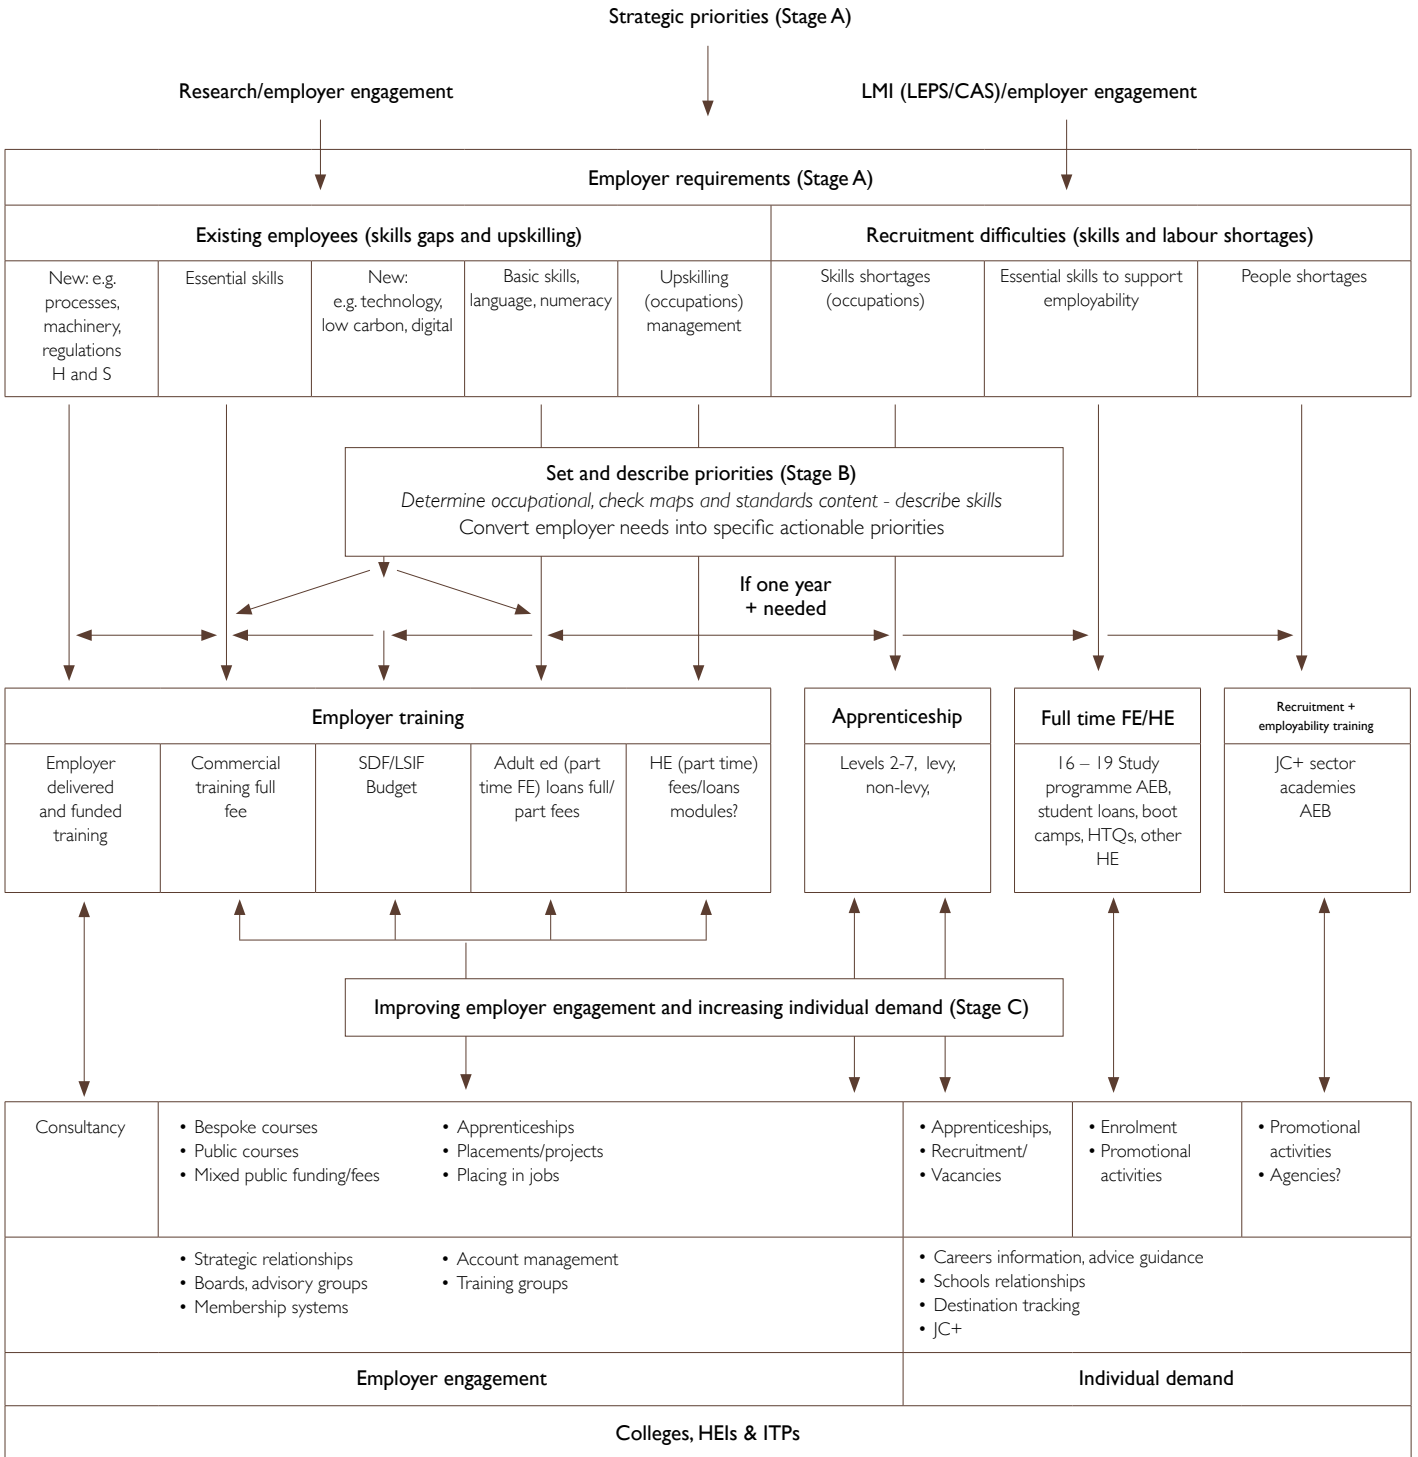 Strategic priorities (Stage A)
Research/employer engagement
LMI (LEPS/CAS)/employer engagement
Employer requirements (Stage A)
Existing employees (skills gaps and upskilling)
Recruitment difficulties (skills and labour shortages)
New: e.g.
processes,
machinery,
regulations
H and S
Essential skills
New:
e.g. technology,
low carbon, digital
Basic skills,
language, numeracy
Upskilling
(occupations)
management
Skills shortages
(occupations)
Essential skills to support
employability
People shortages
Set and describe priorities (Stage B)
Determine occupational, check maps and standards content - describe skills
Convert employer needs into specific actionable priorities
If one year
+ needed
Employer training
Employer
delivered
and funded
training
Commercial
training full
fee
SDF/LSIF
Budget
Adult ed (part
time FE) loans full/
part fees
HE (part time)
fees/loans
modules?
Apprenticeship
Levels 2-7, levy,
non-levy,
Full time FE/HE
16 – 19 Study
programme AEB,
student loans, boot
camps, HTQs, other
HE
Recruitment +
employability training
JC+ sector
academies
AEB
Improving employer engagement and increasing individual demand (Stage C)
Consultancy
• Bespoke courses
• Public courses
• Mixed public funding/fees
• Apprenticeships
• Placements/projects
• Placing in jobs
• Apprenticeships,
• Recruitment/
• Vacancies
• Enrolment
• Promotional
activities
• Promotional
activities
• Agencies?
• Strategic relationships
• Boards, advisory groups
• Membership systems
• Account management
• Training groups
• Careers information, advice guidance
• Schools relationships
• Destination tracking
• JC+
Employer engagement
Individual demand
Colleges, HEIs & ITPs